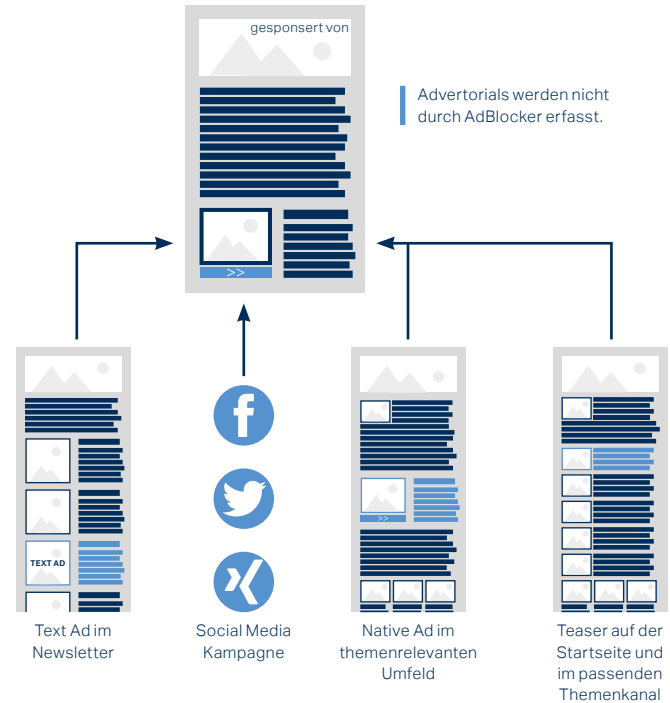 gesponsert von
Advertorials werden nicht
durch AdBlocker erfasst.
>>
>>
TEXT AD
Text Ad im
Newsletter
Social Media
Kampagne
Native Ad im
themenrelevanten
Umfeld
Teaser auf der
Startseite und
im passenden
Themenkanal